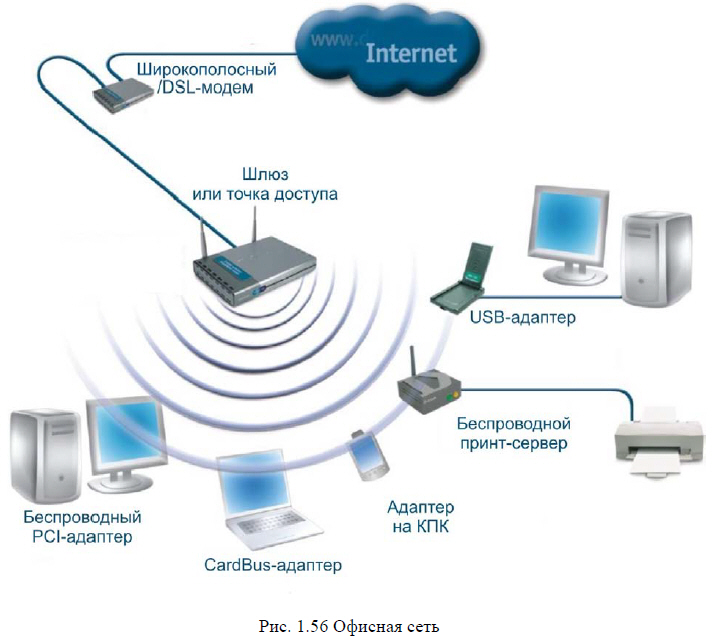 www.
Internet
Широкополосный
/DSL-модем
Шлюз
или точка доступа
USB-адаптер
Беспроводной
принт-сервер
Адаптер
на КПК
Беспроводный
PCI-адаптер
CardBus-адаптер
Рис. 1.56 Офисная сеть